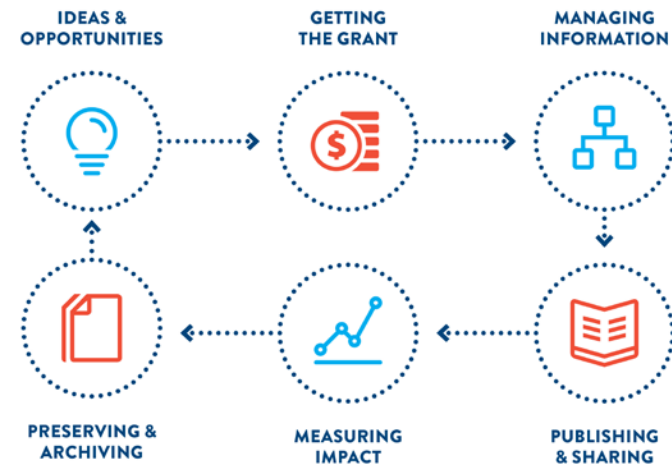 IDEAS &
OPPORTUNITIES
GETTING
THE GRANT
MANAGING
INFORMATION
$
PRESERVING &
ARCHIVING
MEASURING
IMPACT
PUBLISHING
& SHARING